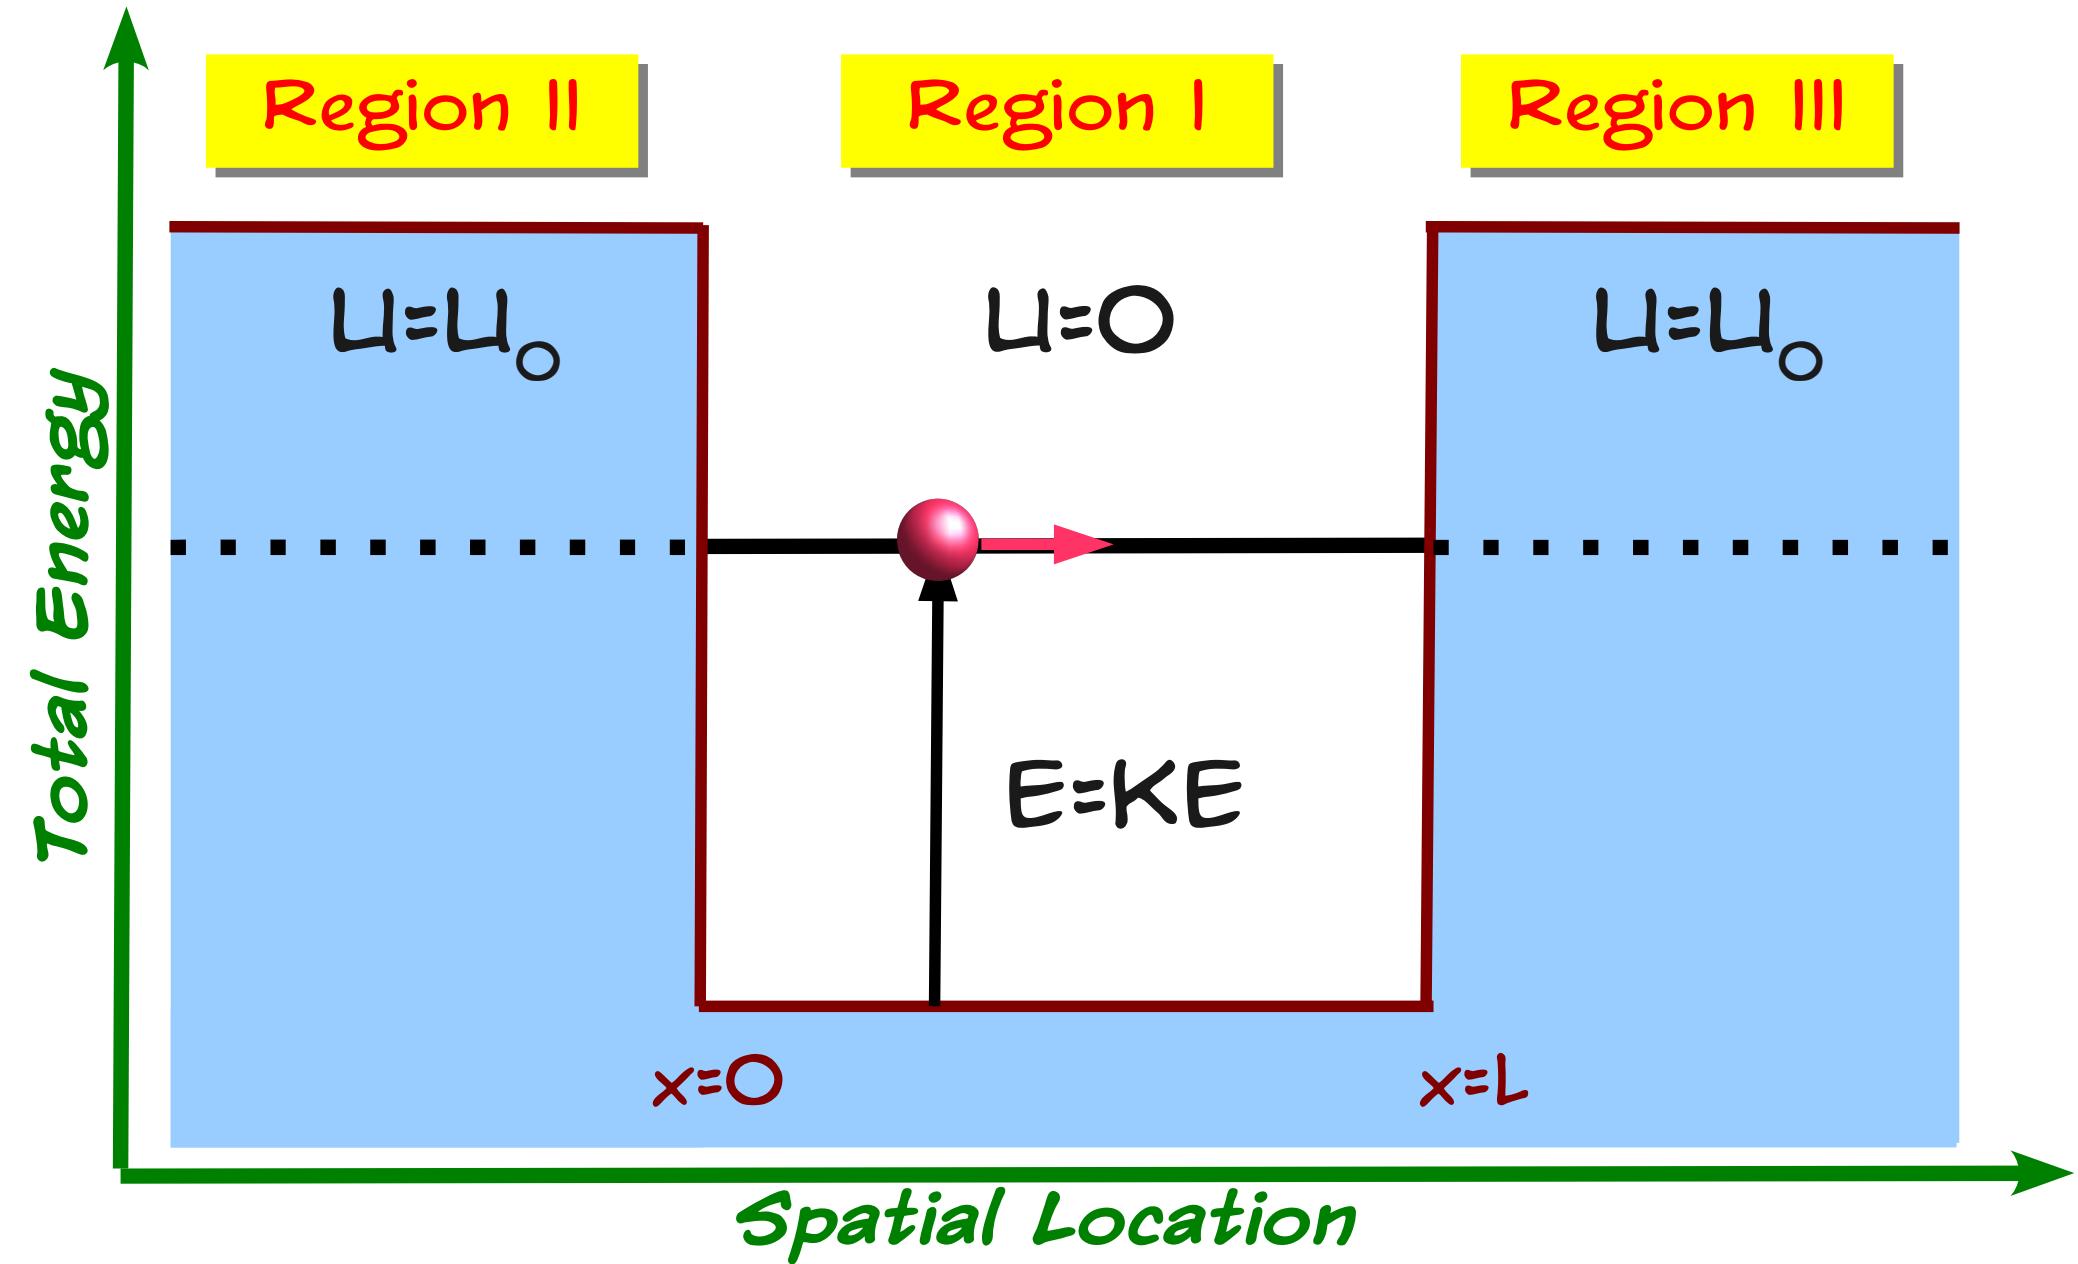 Region II
Region I
Region III
U=U₀
U=0
U=U₀
Total Energy
E=KE
x=0
x=L
Spatial Location